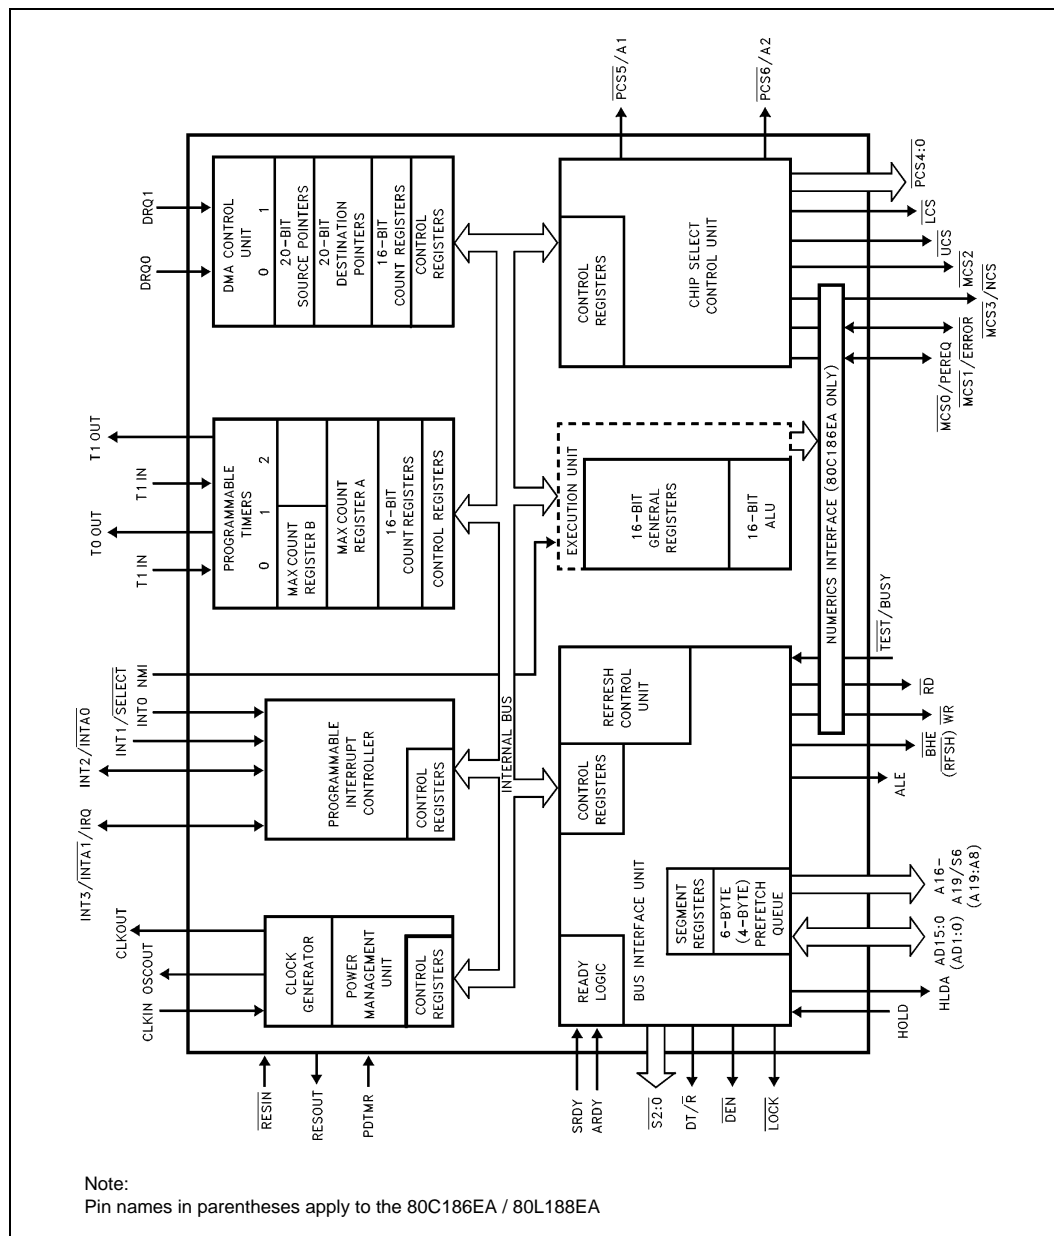 PCS5/A1
PCS6/A2
DRQ1
DRQ0
DMA CONTROL
UNIT
0 1
20-BIT
SOURCE POINTERS
20-BIT
DESTINATION
POINTERS
16-BIT
COUNT REGISTERS
CONTROL
REGISTERS
CONTROL
REGISTERS
CHIP SELECT
CONTROL UNIT
PCS4:0
LCS
UCS
MCS2
MCS3/NCS
MCS1/ERROR
MCS0/PEREQ
T1 OUT
T1 IN
T0 OUT
T1 IN
PROGRAMMABLE
TIMERS
0 1 2
MAX COUNT
REGISTER B
MAX COUNT
REGISTER A
16-BIT
COUNT REGISTERS
CONTROL REGISTERS
EXECUTION UNIT
16-BIT
GENERAL
REGISTERS
16-BIT
ALU
NUMERICS INTERFACE (80C186EA ONLY)
NMI
INT0
INT1/SELECT
INT2/INTA0
INT3/INTA1/IRQ
PROGRAMMABLE
INTERRUPT
CONTROLLER
CONTROL
REGISTERS
INTERNAL BUS
REFRESH
CONTROL
UNIT
CONTROL
REGISTERS
BUS INTERFACE UNIT
SEGMENT
REGISTERS
6-BYTE
(4-BYTE)
PREFETCH
QUEUE
READY
LOGIC
TEST/BUSY
RD
WR
BHE
(RFSH)
ALE
A16-
A19/S6
(A19:A8)
AD15:0
(AD1:0)
HLDA
HOLD
CLKOUT
OSCOUT
CLKIN
CLOCK
GENERATOR
POWER
MANAGEMENT
UNIT
CONTROL
REGISTERS
RESIN
RESOUT
PDTMR
SRDY
ARDY
S2:0
DT/R
DEN
LOCK
Note:
Pin names in parentheses apply to the 80C186EA / 80L188EA